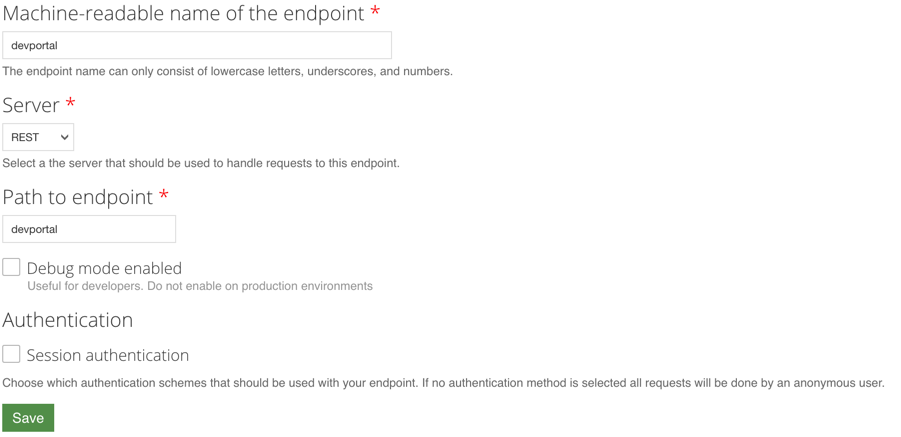 Machine-readable name of the endpoint *
devportal
The endpoint name can only consist of lowercase letters, underscores, and numbers.
Server *
REST
Select a the server that should be used to handle requests to this endpoint.
Path to endpoint *
devportal
Debug mode enabled
Useful for developers. Do not enable on production environments
Authentication
Session authentication
Choose which authentication schemes that should be used with your endpoint. If no authentication method is selected all requests will be done by an anonymous user.
Save